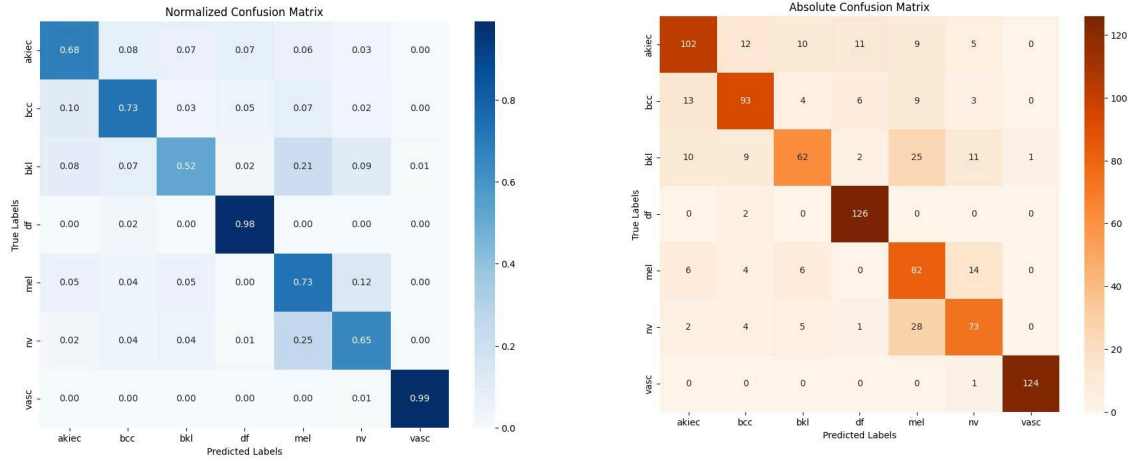 Normalized Confusion Matrix
akiec 0.68 0.08 0.07 0.07 0.06 0.03 0.00
bcc 0.10 0.73 0.03 0.05 0.07 0.02 0.00
bkl 0.08 0.07 0.52 0.02 0.21 0.09 0.01
df 0.00 0.02 0.00 0.98 0.00 0.00 0.00
mel 0.05 0.04 0.05 0.00 0.73 0.12 0.00
nv 0.02 0.04 0.04 0.01 0.25 0.65 0.00
vasc 0.00 0.00 0.00 0.00 0.00 0.01 0.99
akiec bcc bkl df mel nv vasc
Predicted Labels
True Labels
0.8
0.6
0.4
0.2
0.0
Absolute Confusion Matrix
akiec 102 12 10 11 9 5 0
bcc 13 93 4 6 9 3 0
bkl 10 9 62 2 25 11 1
df 0 2 0 126 0 0 0
mel 6 4 6 0 82 14 0
nv 2 4 5 1 28 73 0
vasc 0 0 0 0 0 1 124
akiec bcc bkl df mel nv vasc
Predicted Labels
True Labels
120
100
80
60
40
20
0